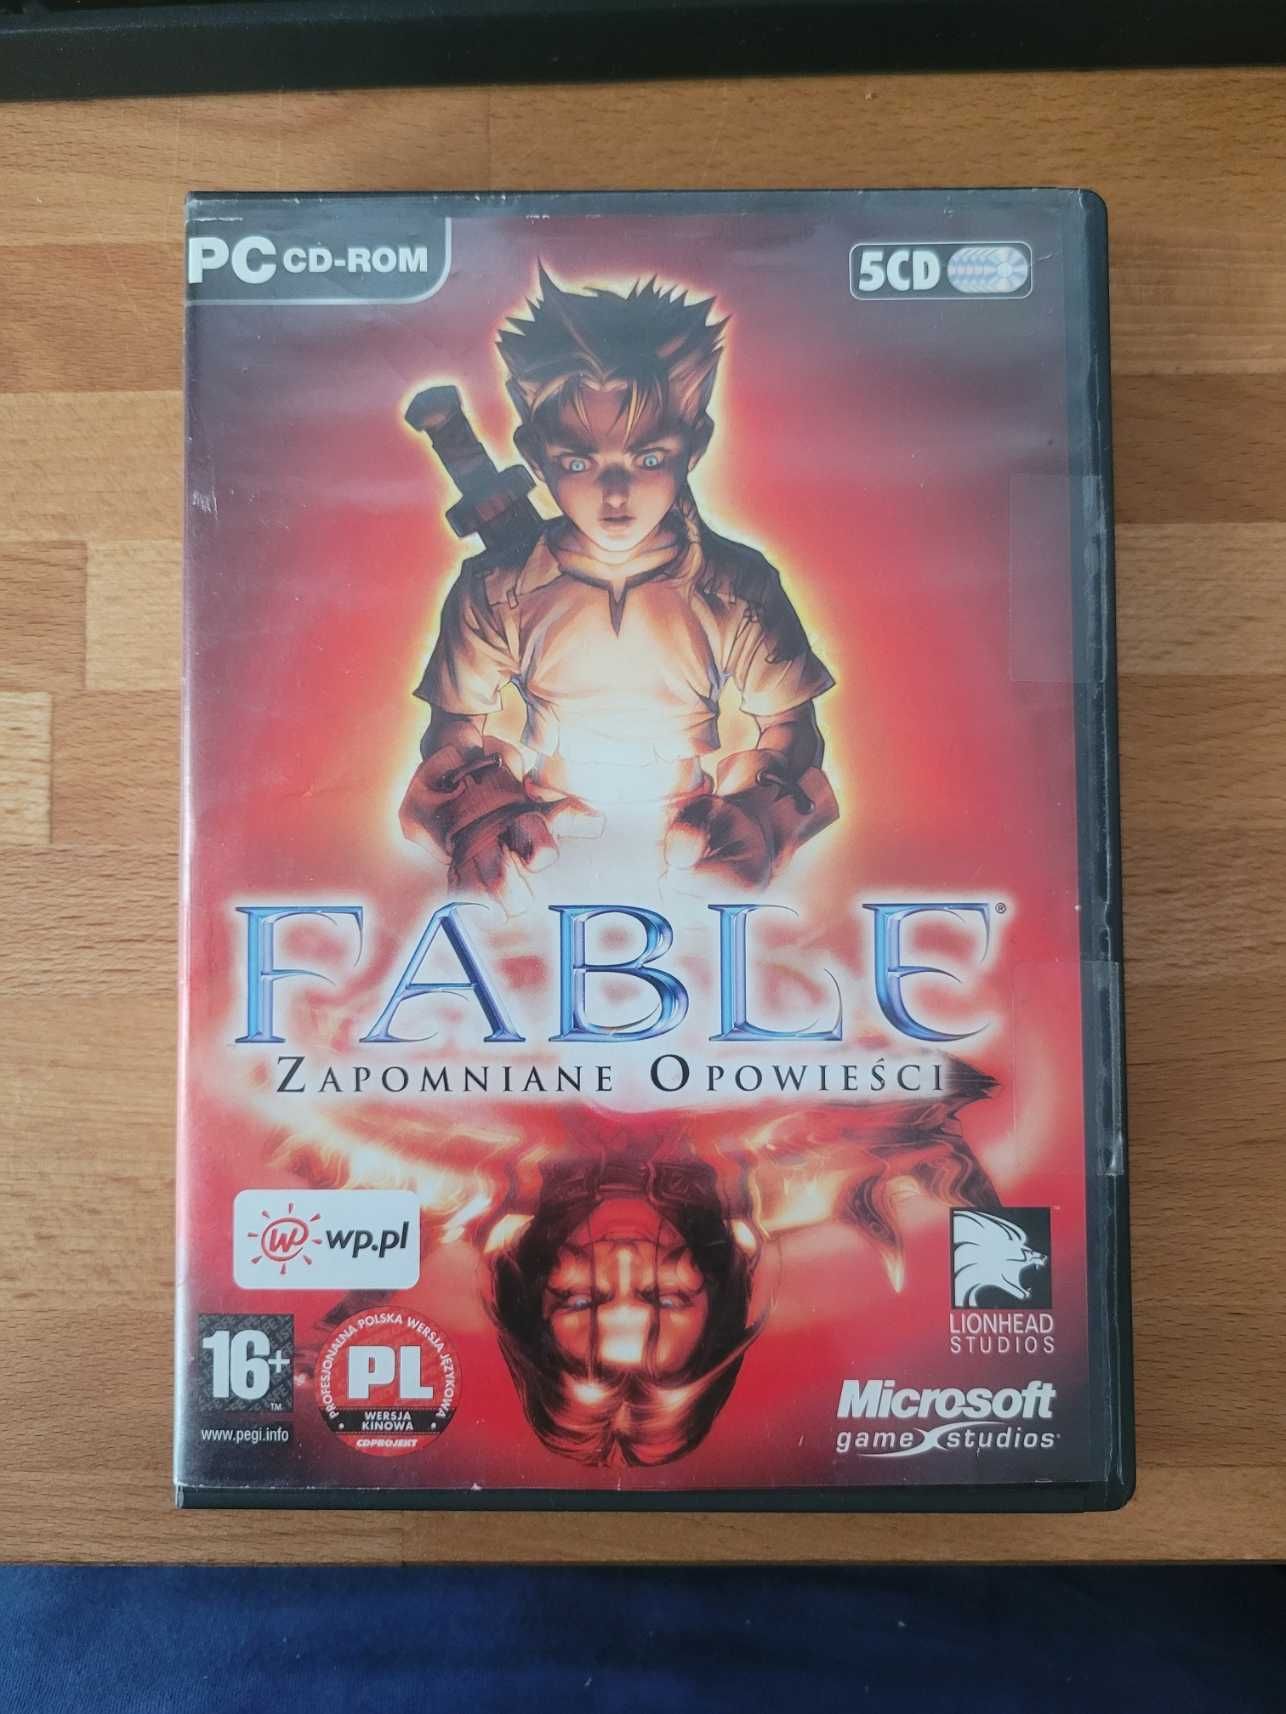 PC CD-ROM
5CD
FABLE®
ZAPOMNIANE OPOWIEŚCI
wp.pl
LIONHEAD
STUDIOS
16+
TM
www.pegi.info
PROFESJONALNA POLSKA WERSJA JĘZYKOWA
PL
WERSJA
KINOWA
CDPROJEKT
Microsoft
game studios